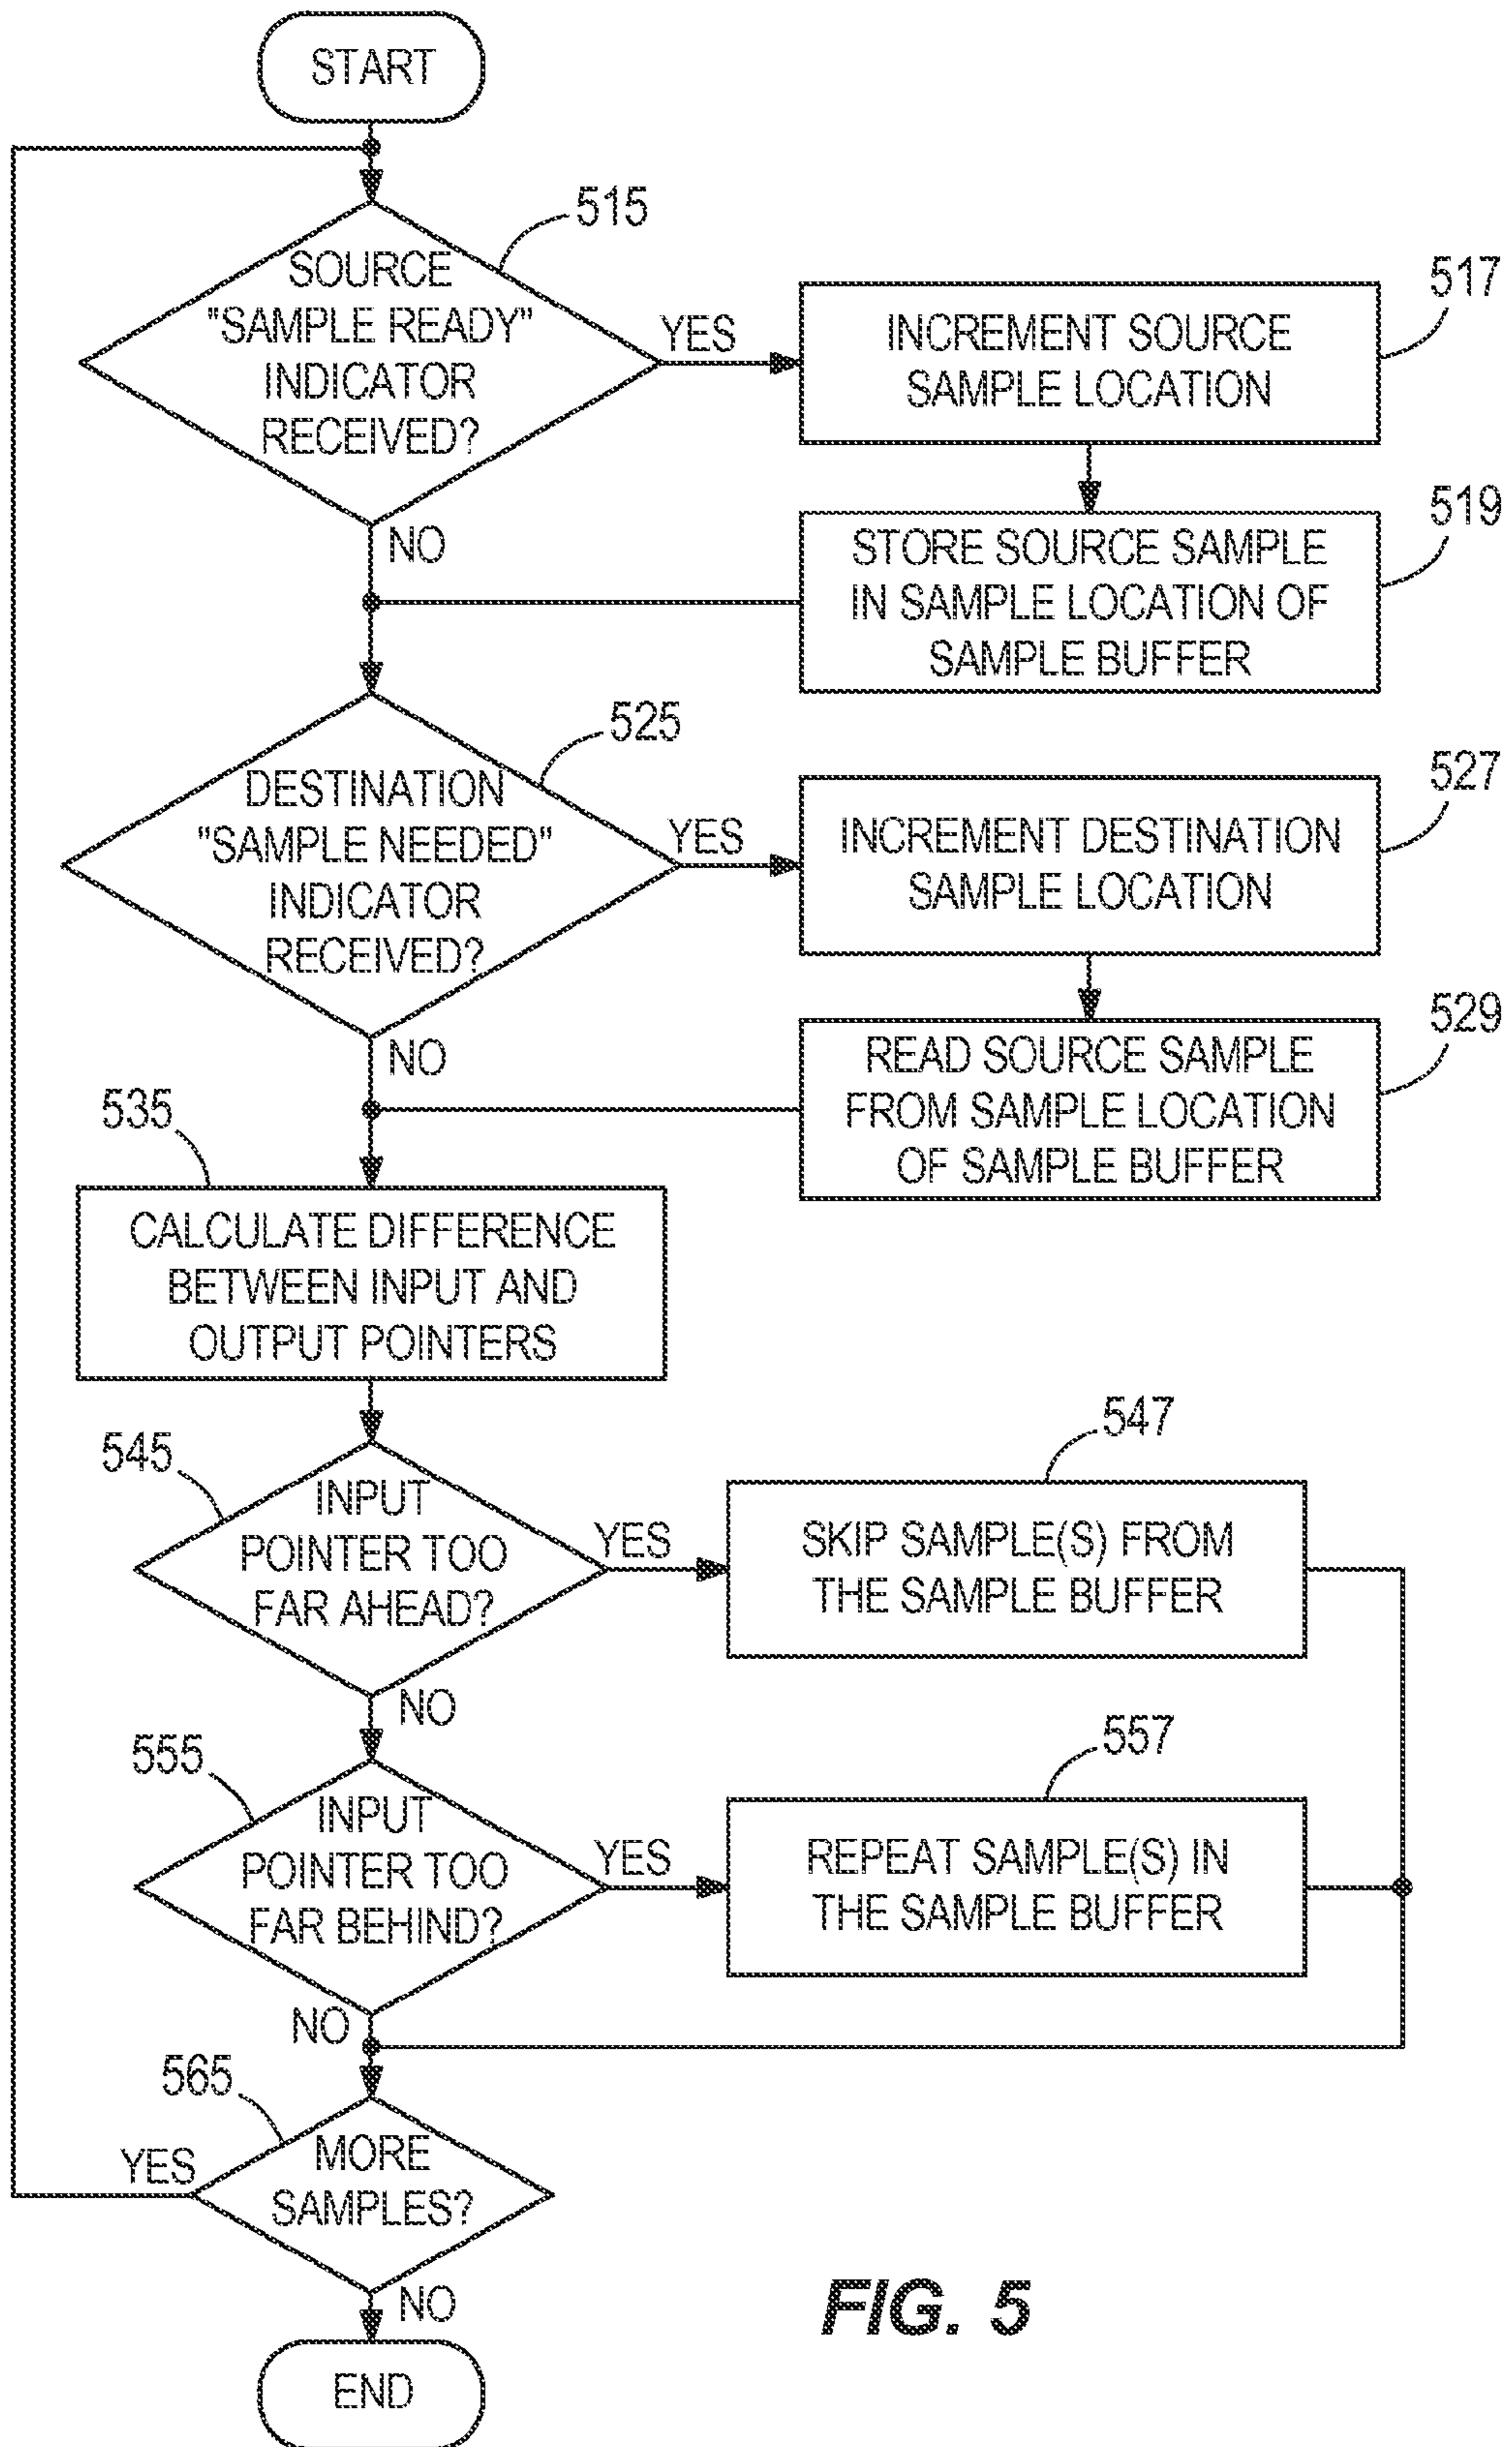 START
515
SOURCE
"SAMPLE READY"
INDICATOR
RECEIVED?
YES
INCREMENT SOURCE
SAMPLE LOCATION
517
NO
STORE SOURCE SAMPLE
IN SAMPLE LOCATION OF
SAMPLE BUFFER
519
525
DESTINATION
"SAMPLE NEEDED"
INDICATOR
RECEIVED?
YES
INCREMENT DESTINATION
SAMPLE LOCATION
527
NO
READ SOURCE SAMPLE
FROM SAMPLE LOCATION
OF SAMPLE BUFFER
529
535
CALCULATE DIFFERENCE
BETWEEN INPUT AND
OUTPUT POINTERS
545
INPUT
POINTER TOO
FAR AHEAD?
YES
547
SKIP SAMPLE(S) FROM
THE SAMPLE BUFFER
NO
555
INPUT
POINTER TOO
FAR BEHIND?
YES
557
REPEAT SAMPLE(S) IN
THE SAMPLE BUFFER
NO
565
MORE
SAMPLES?
YES
NO
END
FIG. 5